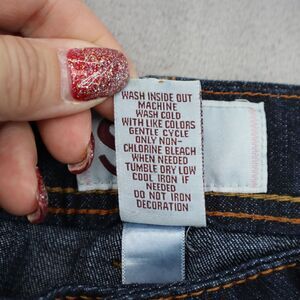 WASH INSIDE OUT
MACHINE
WASH COLD
WITH LIKE COLORS
GENTLE CYCLE
ONLY NON-
CHLORINE BLEACH
WHEN NEEDED
TUMBLE DRY LOW
COOL IRON IF
NEEDED
DO NOT IRON
DECORATION